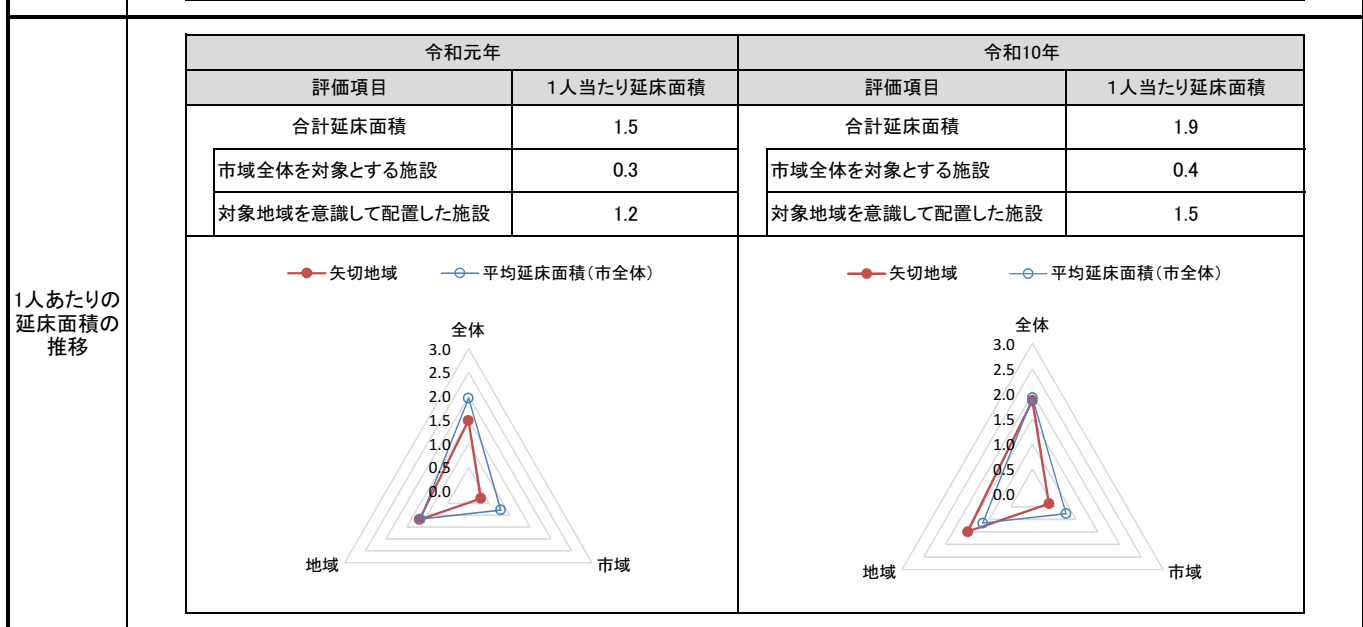 令和元年
令和10年
評価項目
1人当たり延床面積
評価項目
1人当たり延床面積
合計延床面積
1.5
合計延床面積
1.9
市域全体を対象とする施設
0.3
市域全体を対象とする施設
0.4
対象地域を意識して配置した施設
1.2
対象地域を意識して配置した施設
1.5
1人あたりの
延床面積の
推移
矢切地域
平均延床面積(市全体)
全体
3.0
2.5
2.0
1.5
1.0
0.5
0.0
地域
市域
矢切地域
平均延床面積(市全体)
全体
3.0
2.5
2.0
1.5
1.0
0.5
0.0
地域
市域